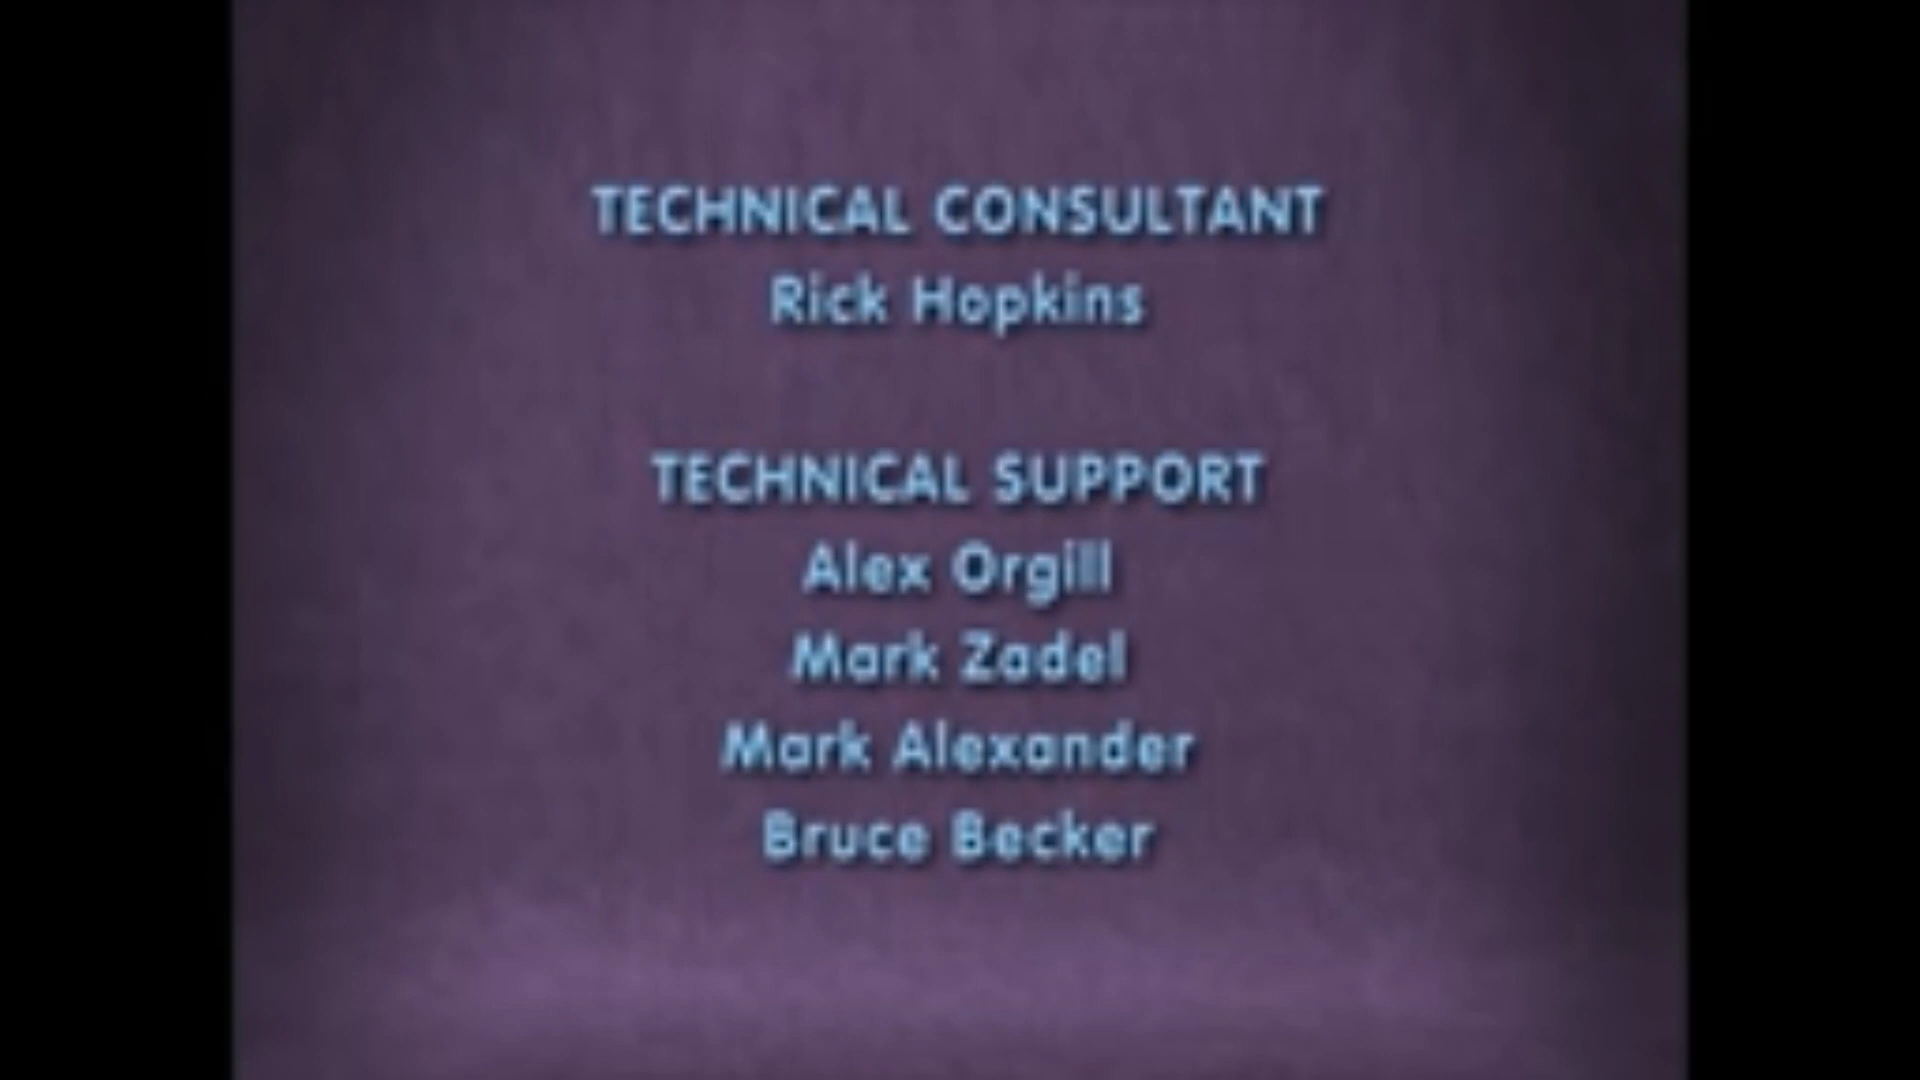 TECHNICAL CONSULTANT
Rick Hopkins
TECHNICAL SUPPORT
Alex Orgill
Mark Zadel
Mark Alexander
Bruce Becker